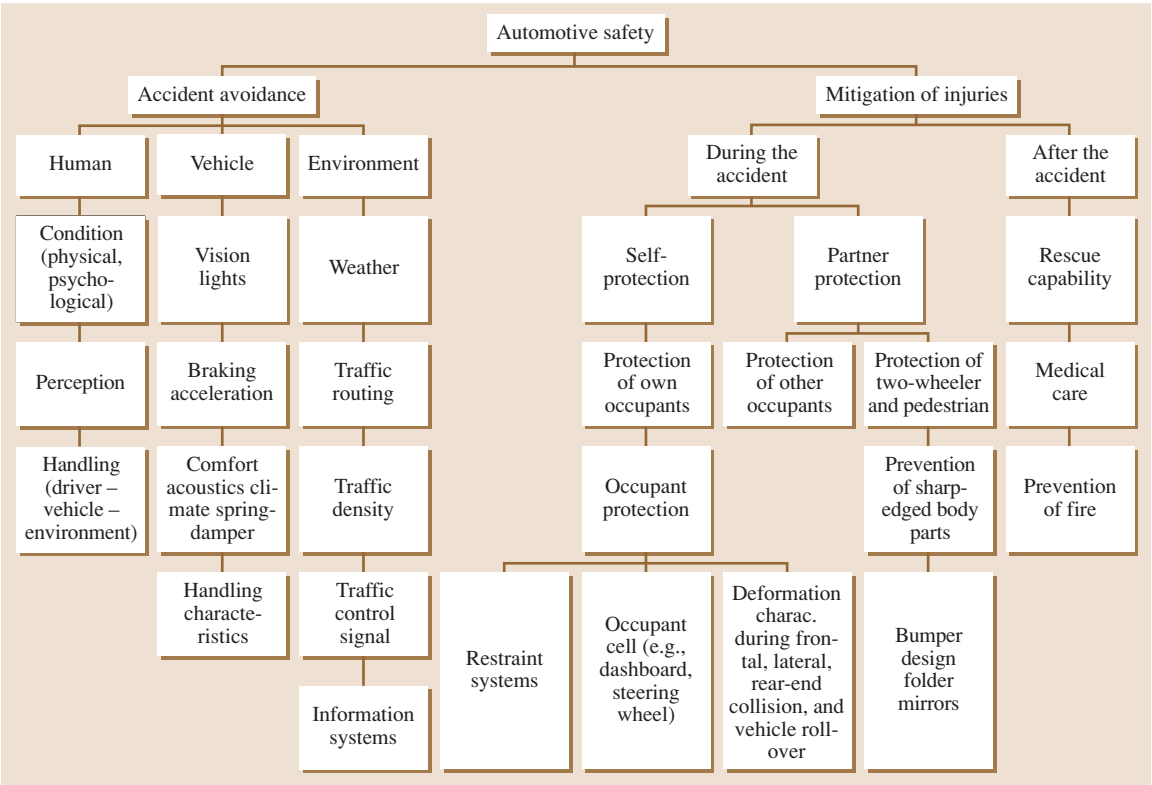 Automotive safety
Accident avoidance
Mitigation of injuries
Human
Vehicle
Environment
During the
accident
After the
accident
Condition
(physical,
psycho-
logical)
Vision
lights
Weather
Self-
protection
Partner
protection
Rescue
capability
Perception
Braking
acceleration
Traffic
routing
Protection
of own
occupants
Protection
of other
occupants
Protection of
two-wheeler
and pedestrian
Medical
care
Handling
(driver –
vehicle –
environment)
Comfort
acoustics cli-
mate spring-
damper
Traffic
density
Occupant
protection
Prevention
of sharp-
edged body
parts
Prevention
of fire
Handling
characte-
ristics
Traffic
control
signal
Information
systems
Restraint
systems
Occupant
cell (e.g.,
dashboard,
steering
wheel)
Deformation
charac.
during fron-
tal, lateral,
rear-end
collision, and
vehicle roll-
over
Bumper
design
folder
mirrors